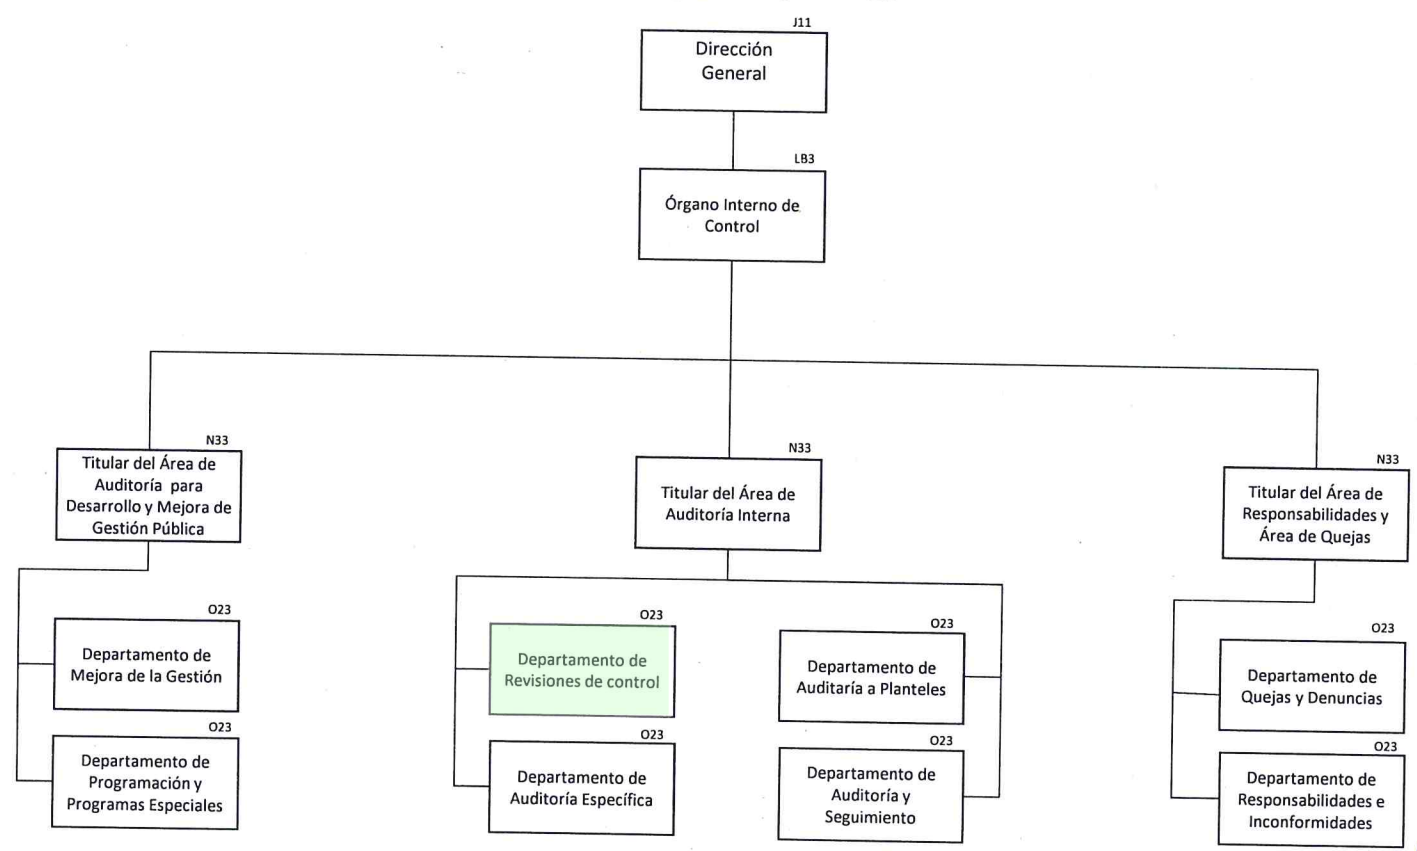 J11
Dirección
General
LB3
Órgano Interno de
Control
N33
Titular del Área de
Auditoría para
Desarrollo y Mejora de
Gestión Pública
N33
Titular del Área de
Auditoría Interna
N33
Titular del Área de
Responsabilidades y
Área de Quejas
O23
Departamento de
Mejora de la Gestión
O23
Departamento de
Programación y
Programas Especiales
O23
Departamento de
Revisiones de control
O23
Departamento de
Auditoría Específica
O23
Departamento de
Auditaría a Planteles
O23
Departamento de
Auditoría y
Seguimiento
O23
Departamento de
Quejas y Denuncias
O23
Departamento de
Responsabilidades e
Inconformidades